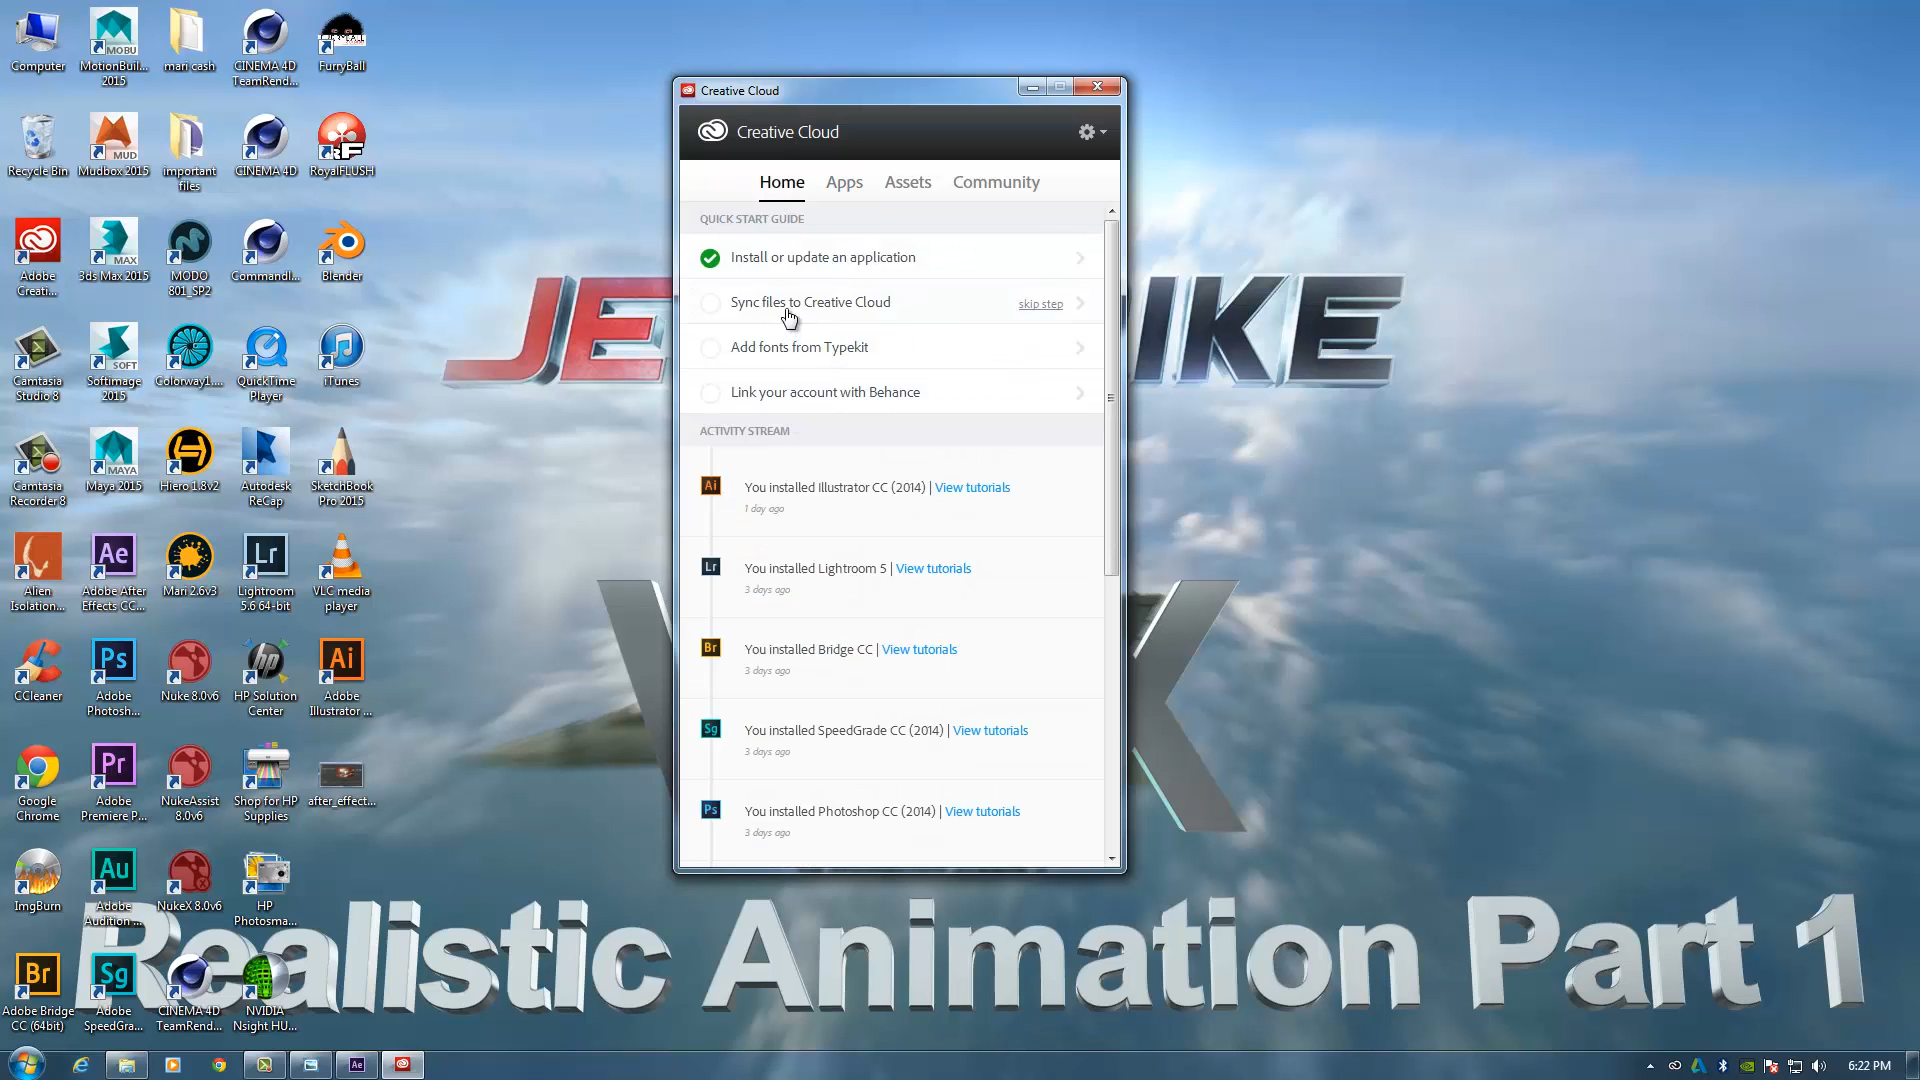 Computer
MotionBuil...
2015
mari cash
CINEMA 4D
TeamRend...
FurryBall
Recycle Bin
Mudbox 2015
important
files
CINEMA 4D
RoyalFLUSH
Adobe
Creati...
3ds Max 2015
MODO
801_SP2
Commandl...
Blender
Camtasia
Studio 8
Softimage
2015
Colorway1....
QuickTime
Player
iTunes
Camtasia
Recorder 8
Maya 2015
Hiero 1.8v2
Autodesk
ReCap
SketchBook
Pro 2015
Alien
Isolation...
Adobe After
Effects CC...
Mari 2.6v3
Lightroom
5.6 64-bit
VLC media
player
CCleaner
Adobe
Photosh...
Nuke 8.0v6
HP Solution
Center
Adobe
Illustrator ...
Google
Chrome
Adobe
Premiere P...
NukeAssist
8.0v6
Shop for HP
Supplies
after_effect...
ImgBurn
Adobe
Audition ...
NukeX 8.0v6
HP
Photosma...
Adobe Bridge
CC (64bit)
Adobe
SpeedGra...
CINEMA 4D
TeamRend...
NVIDIA
Nsight HU...
Creative Cloud
Creative Cloud
Home Apps Assets Community
QUICK START GUIDE
Install or update an application
Sync files to Creative Cloud skip step
Add fonts from Typekit
Link your account with Behance
ACTIVITY STREAM
Ai You installed Illustrator CC (2014) | View tutorials
1 day ago
Lr You installed Lightroom 5 | View tutorials
3 days ago
Br You installed Bridge CC | View tutorials
3 days ago
Sg You installed SpeedGrade CC (2014) | View tutorials
3 days ago
Ps You installed Photoshop CC (2014) | View tutorials
3 days ago
Realistic Animation Part 1
6:22 PM